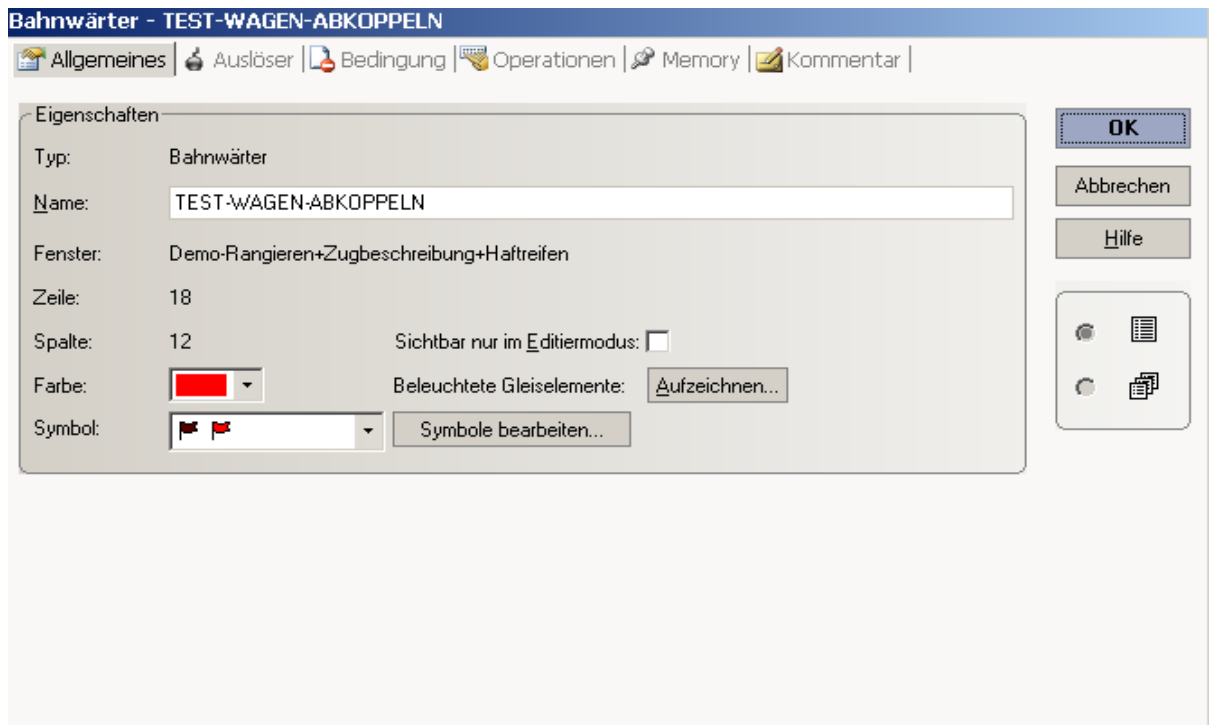 Bahnwärter - TEST-WAGEN-ABKOPPELN
Allgemeines Auslöser Bedingung Operationen Memory Kommentar
Eigenschaften
Typ: Bahnwärter
Name: TEST-WAGEN-ABKOPPELN
Fenster: Demo-Rangieren+Zugbeschreibung+Haftreifen
Zeile: 18
Spalte: 12 Sichtbar nur im Editiermodus:
Farbe: Beleuchtete Gleiselemente: Aufzeichnen...
Symbol: Symbole bearbeiten...
OK
Abbrechen
Hilfe